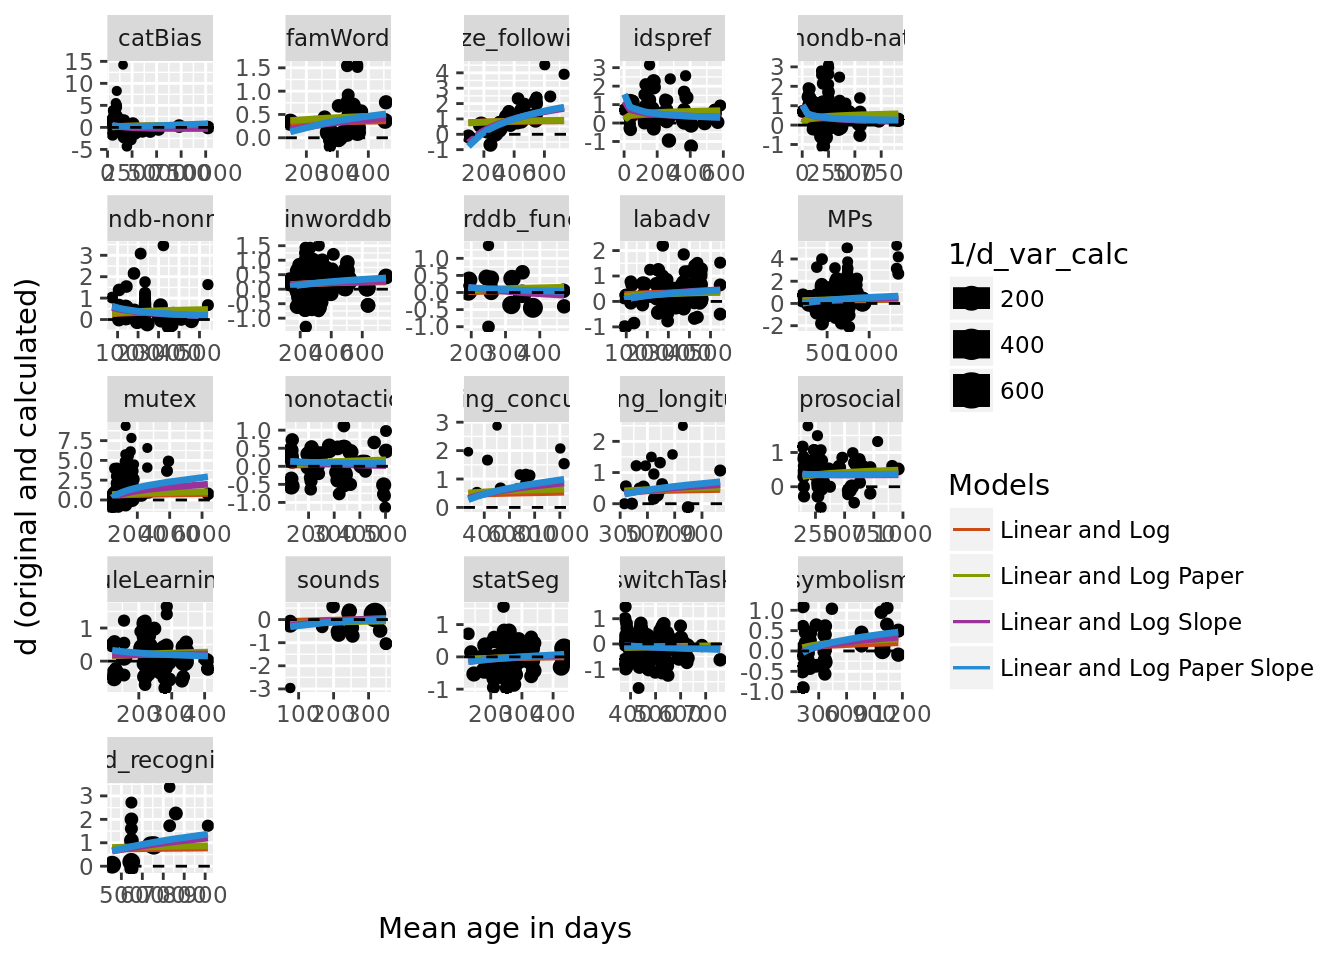 catBias
famWord
ze_followi
idspref
nondb-nat
15
10
5
0
-5
1.5
1.0
0.5
0.0
4
3
2
1
0
-1
3
2
1
0
-1
3
2
1
0
-1
200 300 400
200 400 600
0 200 400 600
0 250 500 750
ndb-nonn
inworddb
rddb_func
labadv
MPs
3
2
1
0
1.5
1.0
0.5
0.0
-0.5
-1.0
1.0
0.5
0.0
-0.5
-1.0
2
1
0
-1
4
2
0
-2
100 200 300 400 500
200 400 600
200 300 400
100 200 300 400 500
500 1000
mutex
nonotactic
ing_concu
ng_longitu
prosocial
7.5
5.0
2.5
0.0
1.0
0.5
0.0
-0.5
-1.0
3
2
1
0
2
1
0
2
1
0
200 400 600
200 300 400 500
400 600 800 1000
300 500 700 900
250 500 750 1000
uleLearnin
sounds
statSeg
switchTask
symbolism
1
0
0
-1
-2
-3
1
0
-1
1
0
-1
1.0
0.5
0.0
-0.5
-1.0
200 300 400
100 200 300
200 300 400
400 500 600 700
300 600 900 1200
d_recogni
3
2
1
0
500 600 700 800 900
Mean age in days
d (original and calculated)
1/d_var_calc
200
400
600
Models
Linear and Log
Linear and Log Paper
Linear and Log Slope
Linear and Log Paper Slope